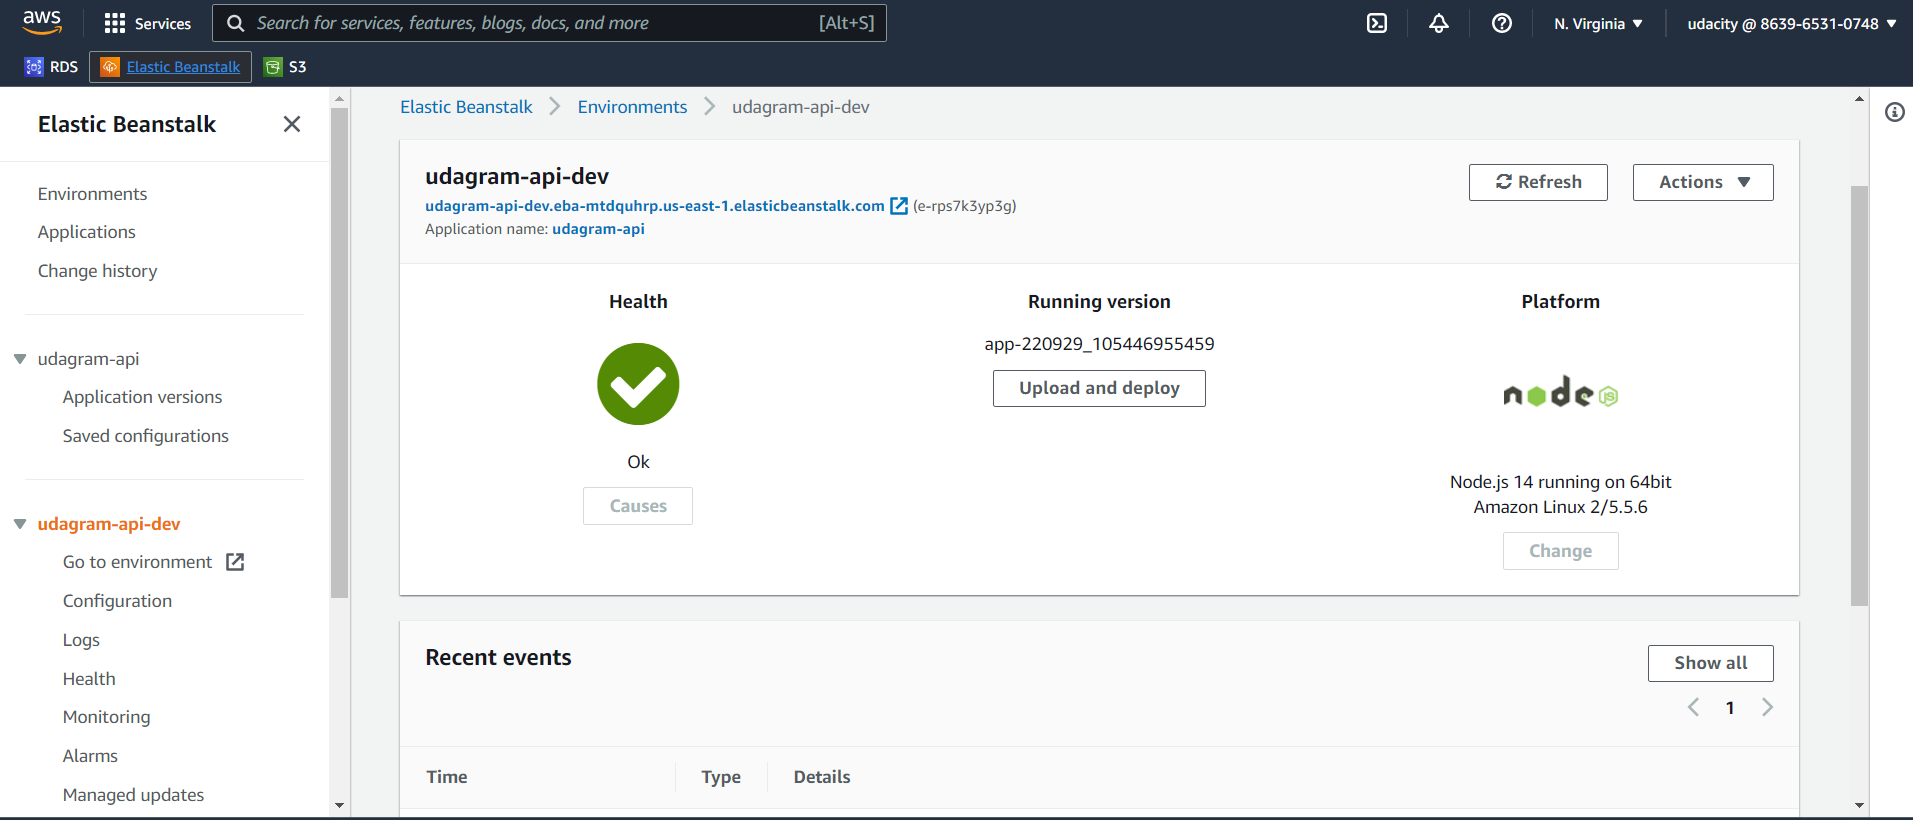 aws
Services
Search for services, features, blogs, docs, and more [Alt+S]
N. Virginia
udacity @ 8639-6531-0748
RDS
Elastic Beanstalk
S3
Elastic Beanstalk
Environments
Applications
Change history
udagram-api
Application versions
Saved configurations
udagram-api-dev
Go to environment
Configuration
Logs
Health
Monitoring
Alarms
Managed updates
Elastic Beanstalk > Environments > udagram-api-dev
udagram-api-dev
udagram-api-dev.eba-mtdquhrp.us-east-1.elasticbeanstalk.com (e-rps7k3yp3g)
Application name: udagram-api
Refresh
Actions
Health
Ok
Causes
Running version
app-220929_105446955459
Upload and deploy
Platform
node JS
Node.js 14 running on 64bit
Amazon Linux 2/5.5.6
Change
Recent events
Show all
1
Time
Type
Details